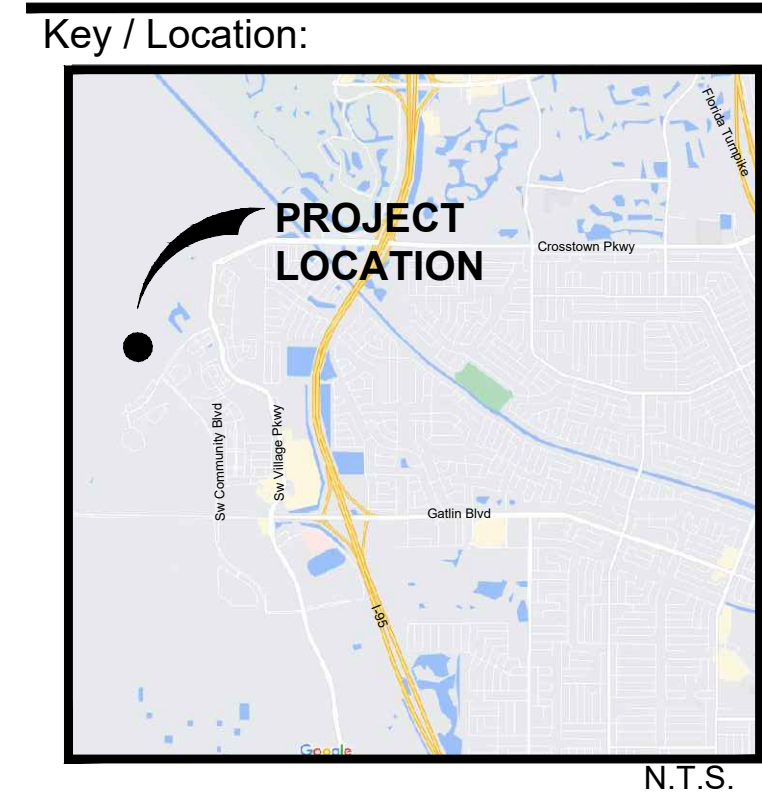 Key / Location:
Florida Turnpike
PROJECT
LOCATION
Crosstown Pkwy
Sw Community Blvd
Sw Village Pkwy
Gatlin Blvd
I-95
Google
N.T.S.